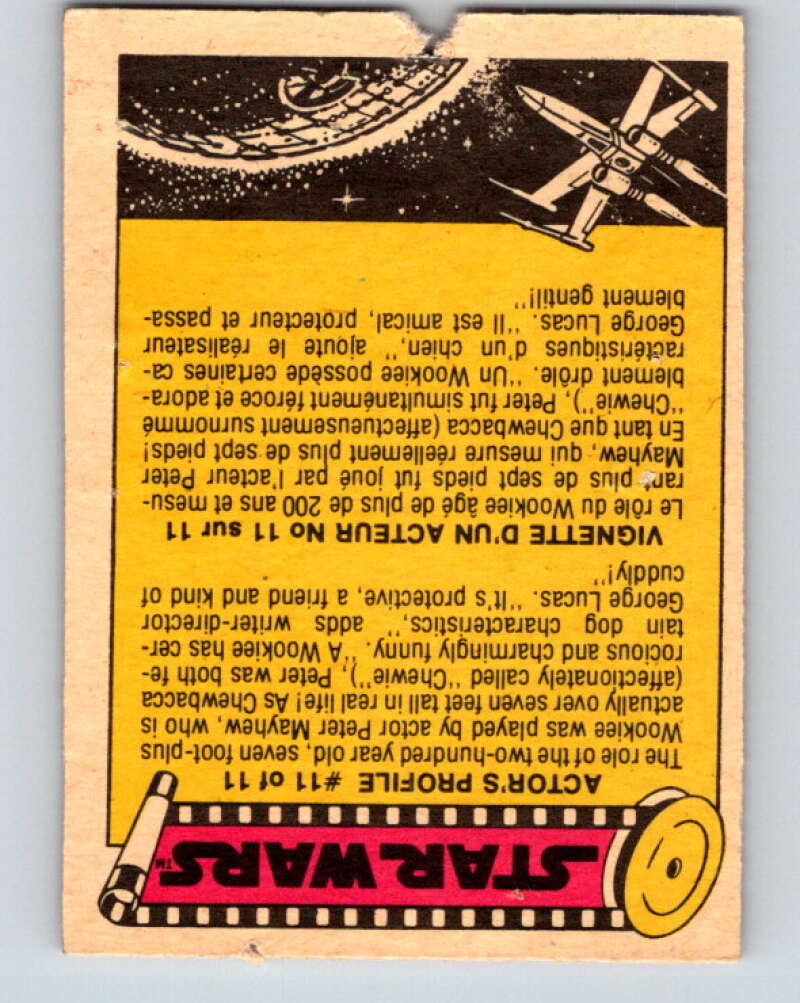 STAR WARS™
ACTOR'S PROFILE #11 of 11
The role of the two-hundred year old, seven foot-plus
Wookiee was played by actor Peter Mayhew, who is
actually over seven feet tall in real life! As Chewbacca
(affectionately called "Chewie"), Peter was both fe-
rocious and charmingly funny. "A Wookiee has cer-
tain dog characteristics," adds writer-director
George Lucas. "It's protective, a friend and kind of
cuddly!"
VIGNETTE D'UN ACTEUR No 11 sur 11
Le rôle du Wookiee âgé de plus de 200 ans et mesu-
rant plus de sept pieds fut joué par l'acteur Peter
Mayhew, qui mesure réellement plus de sept pieds!
En tant que Chewbacca (affectueusement surnommé
"Chewie"), Peter fut simultanément féroce et adora-
blement drôle. "Un Wookiee possède certaines ca-
ractéristiques d'un chien," ajoute le réalisateur
George Lucas. "Il est amical, protecteur et passa-
blement gentil!"